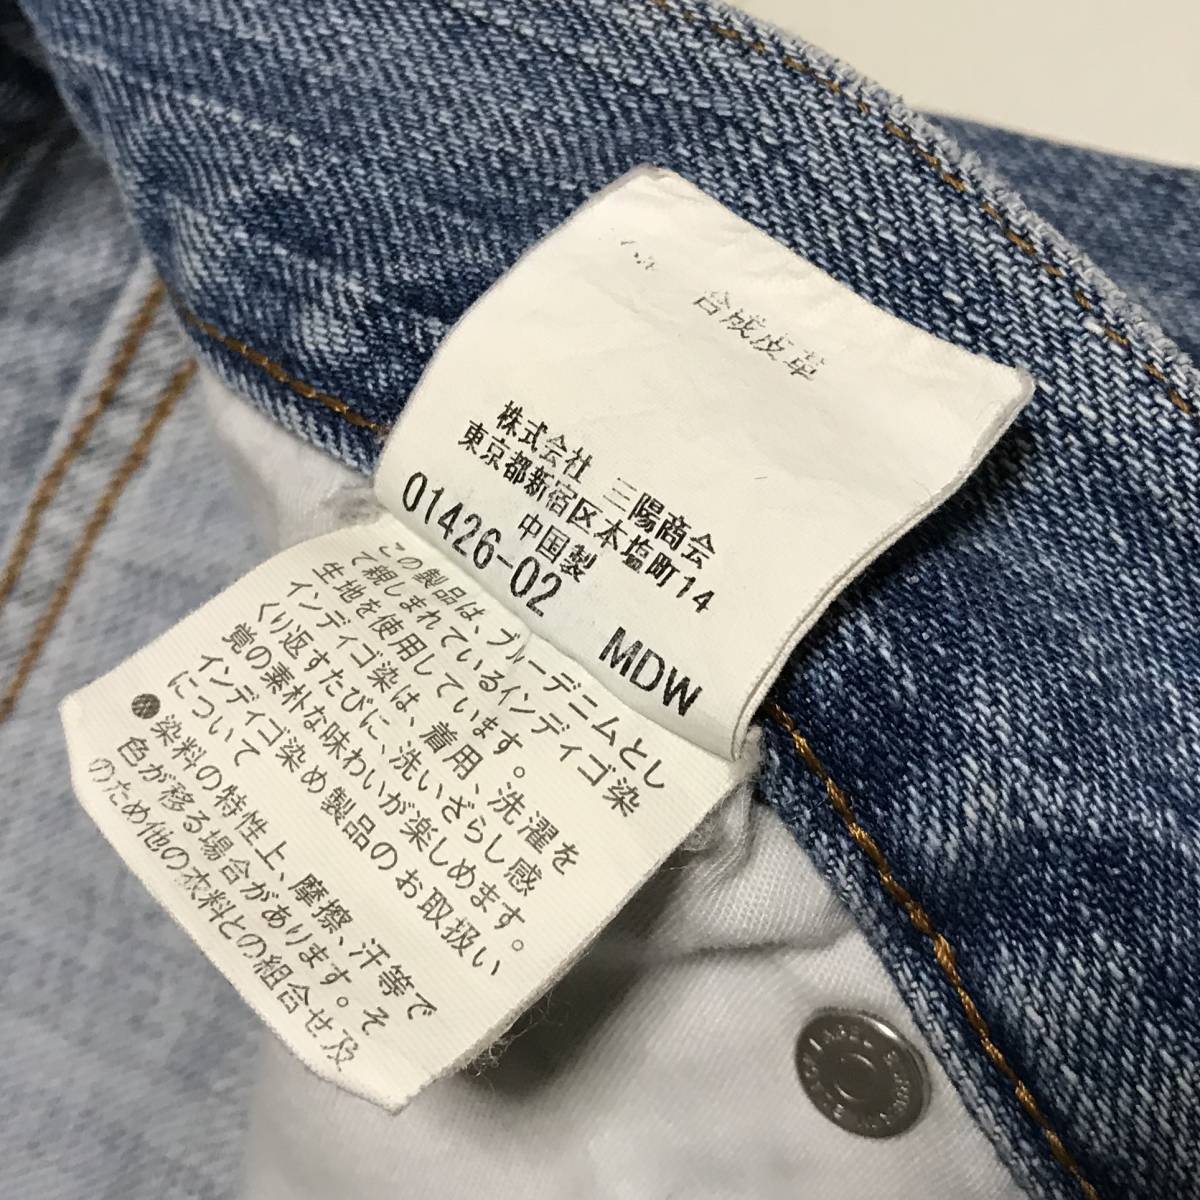 合成皮革
株式会社 三陽商会
東京都新宿区本塩町14
中国製
01426-02 MDW
この製品は、ブルーデニムとし
て親しまれているインディゴ染
生地を使用しています。
インディゴ染は、着用、洗濯を
くり返すたびに、洗いざらし感
覚の素朴な味わいが楽しめます。
インディゴ染め製品のお取扱い
について
●染料の特性上、摩擦、汗等で
色が移る場合があります。そ
のため他の衣料との組合せ及